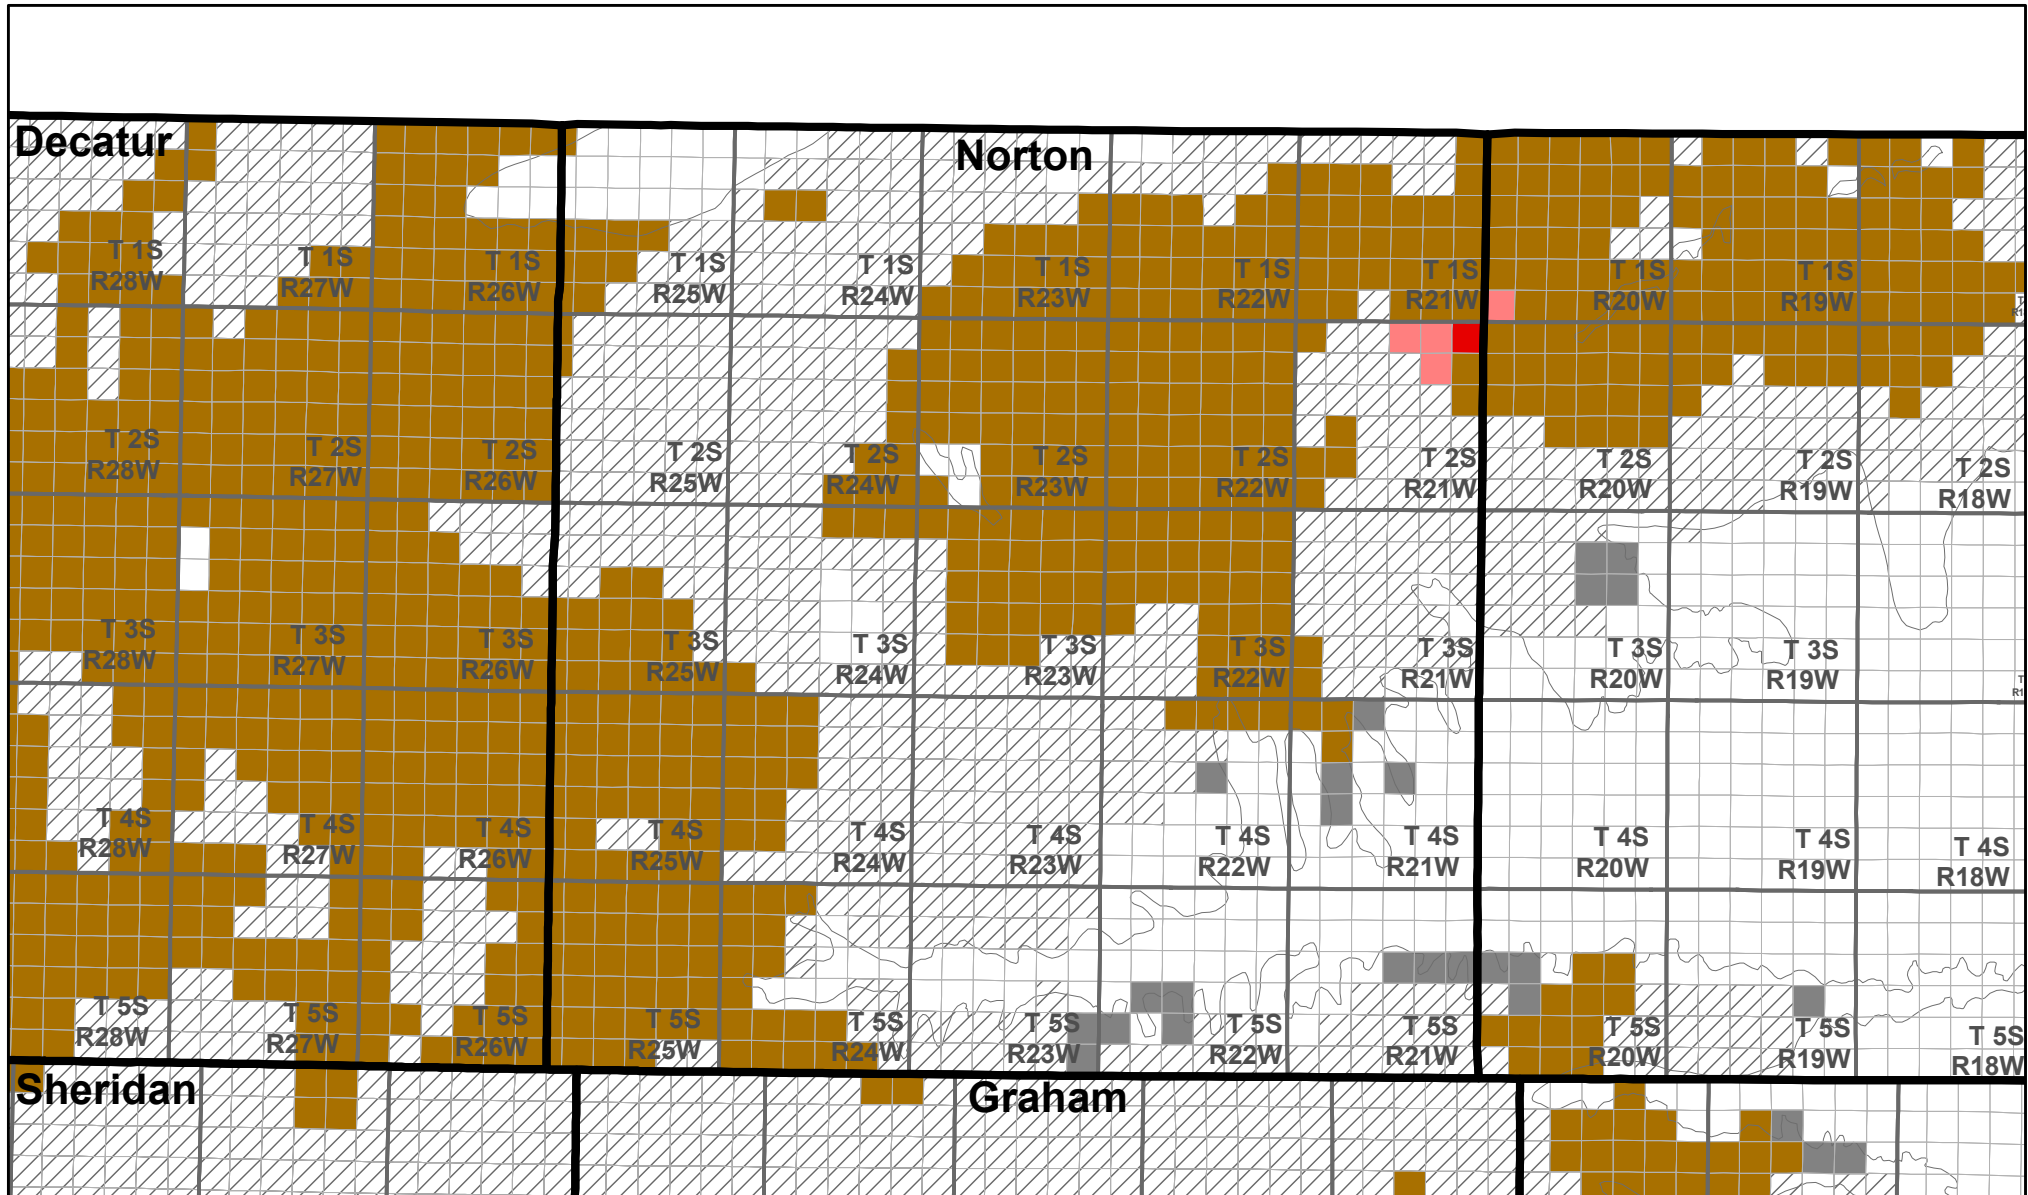 Decatur
Norton
T 1S
R28W
T 1S
R27W
T 1S
R26W
T 1S
R25W
T 1S
R24W
T 1S
R23W
T 1S
R22W
T 1S
R21W
T 1S
R20W
T 1S
R19W
T 2S
R28W
T 2S
R27W
T 2S
R26W
T 2S
R25W
T 2S
R24W
T 2S
R23W
T 2S
R22W
T 2S
R21W
T 2S
R20W
T 2S
R19W
T 2S
R18W
T 3S
R28W
T 3S
R27W
T 3S
R26W
T 3S
R25W
T 3S
R24W
T 3S
R23W
T 3S
R22W
T 3S
R21W
T 3S
R20W
T 3S
R19W
T 4S
R28W
T 4S
R27W
T 4S
R26W
T 4S
R25W
T 4S
R24W
T 4S
R23W
T 4S
R22W
T 4S
R21W
T 4S
R20W
T 4S
R19W
T 4S
R18W
T 5S
R28W
T 5S
R27W
T 5S
R26W
T 5S
R25W
T 5S
R24W
T 5S
R23W
T 5S
R22W
T 5S
R21W
T 5S
R20W
T 5S
R19W
T 5S
R18W
Sheridan
Graham